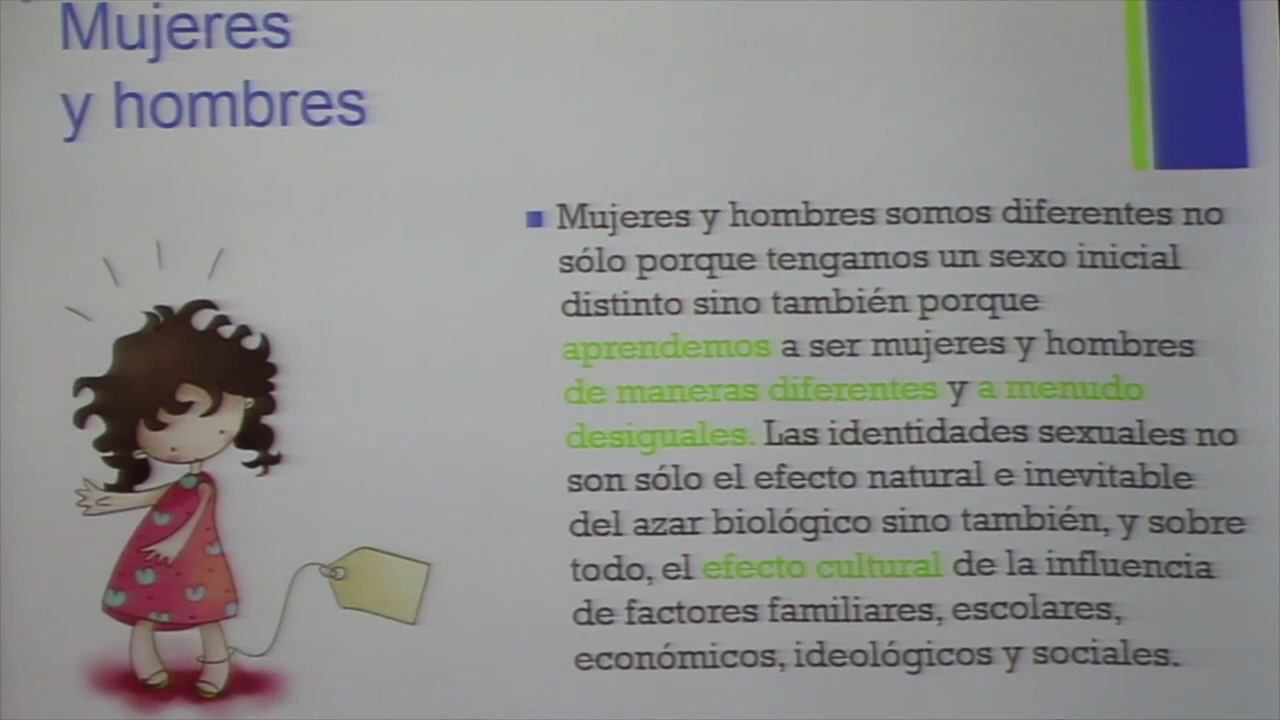 Mujeres
y hombres
Mujeres y hombres somos diferentes no
sólo porque tengamos un sexo inicial
distinto sino también porque
aprendemos a ser mujeres y hombres
de maneras diferentes y a menudo
desiguales. Las identidades sexuales no
son sólo el efecto natural e inevitable
del azar biológico sino también, y sobre
todo, el efecto cultural de la influencia
de factores familiares, escolares,
económicos, ideológicos y sociales.